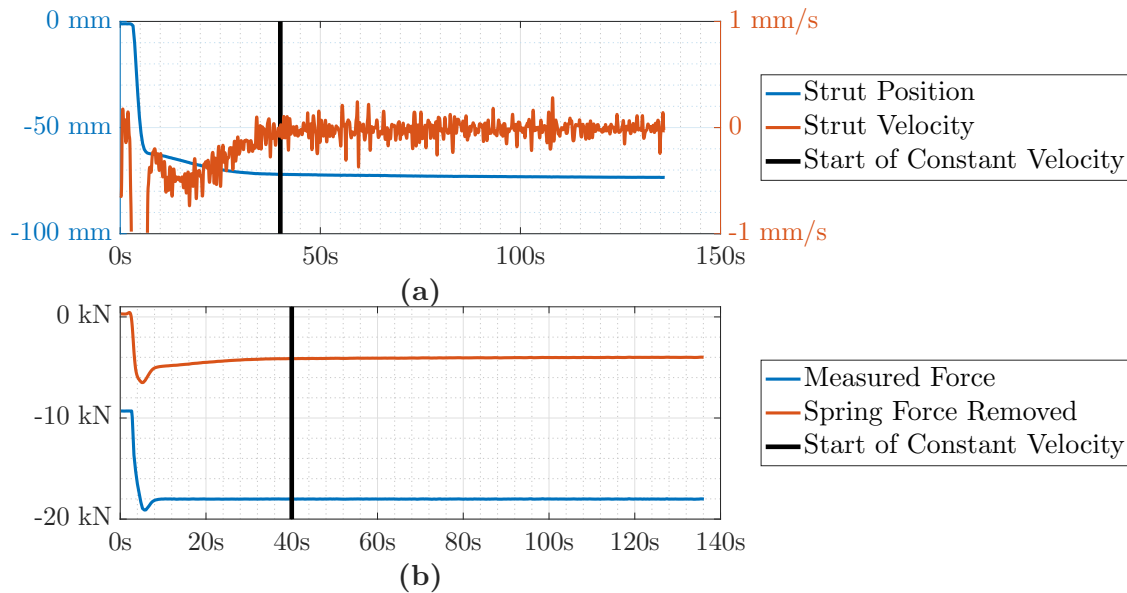 0 mm
1 mm/s
-50 mm
0
-100 mm
-1 mm/s
0s
50s
100s
150s
(a)
Strut Position
Strut Velocity
Start of Constant Velocity
0 kN
-10 kN
-20 kN
0s
20s
40s
60s
80s
100s
120s
140s
(b)
Measured Force
Spring Force Removed
Start of Constant Velocity